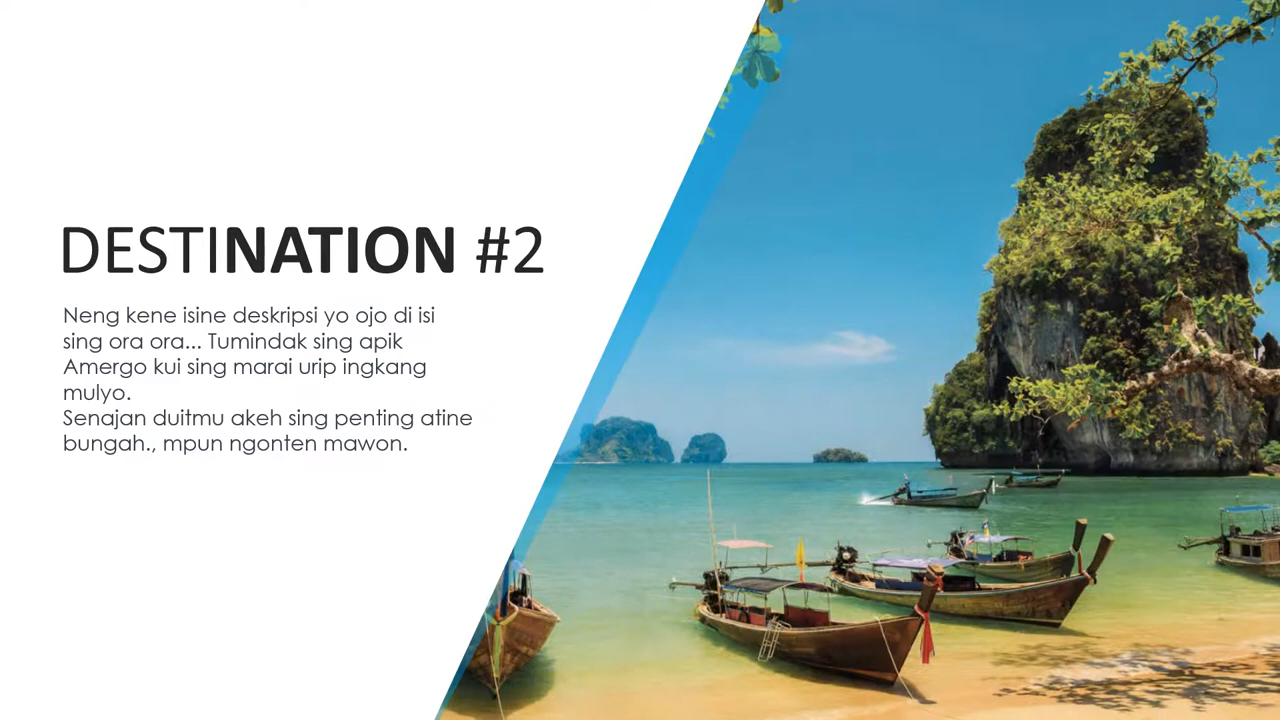 DESTINATION #2
Neng kene isine deskripsi yo ojo di isi
sing ora ora... Tumindak sing apik
Amergo kui sing marai urip ingkang
mulyo.
Senajan duitmu akeh sing penting atine
bungah., mpun ngonten mawon.